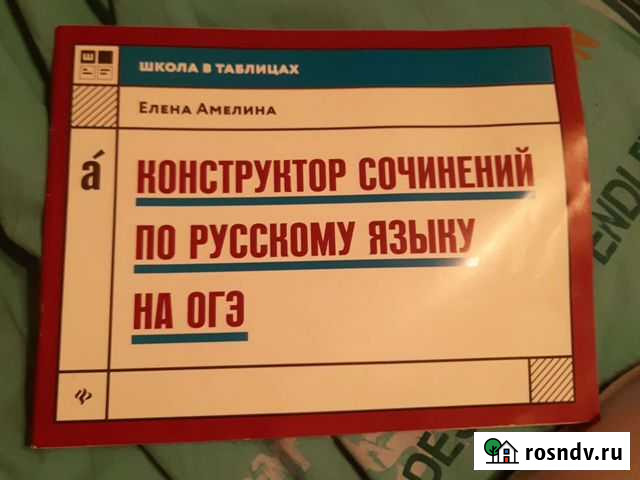 ШКОЛА В ТАБЛИЦАХ
ЕЛЕНА АМЕЛИНА
а́
КОНСТРУКТОР СОЧИНЕНИЙ
ПО РУССКОМУ ЯЗЫКУ
НА ОГЭ
rosndv.ru